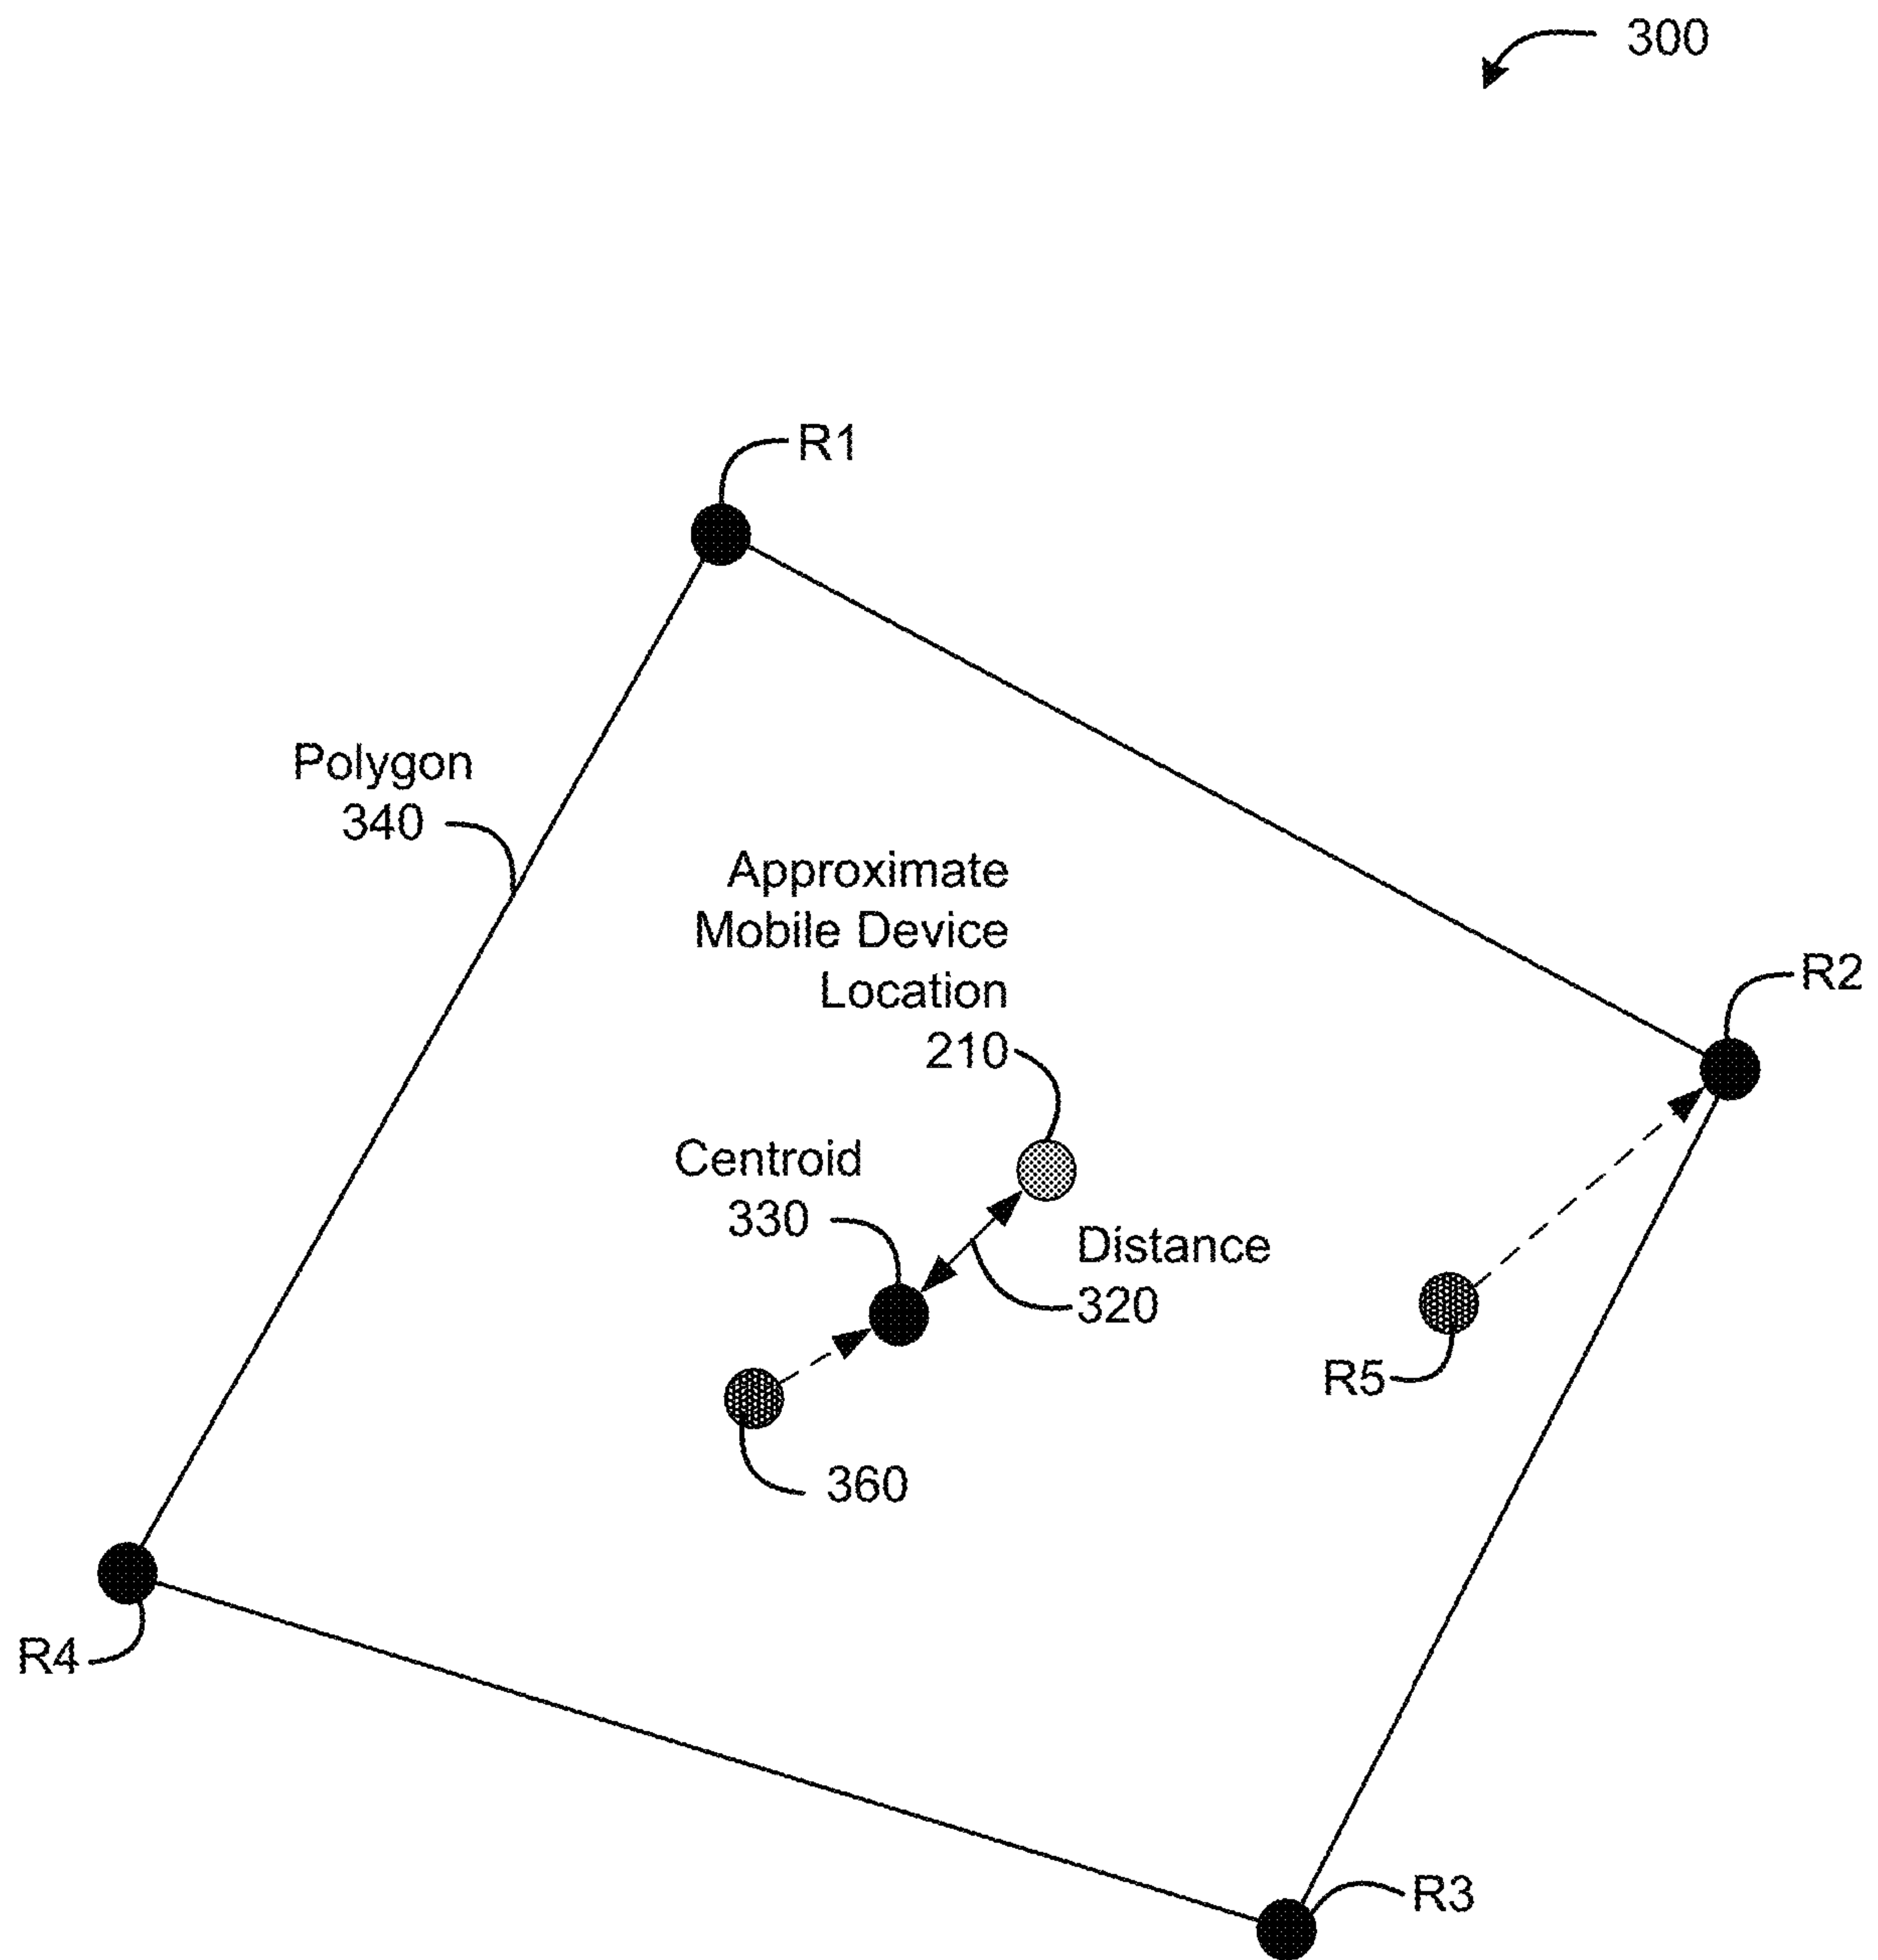 300
R1
Polygon
340
Approximate
Mobile Device
Location
210
R2
Centroid
330
Distance
320
R5
360
R4
R3